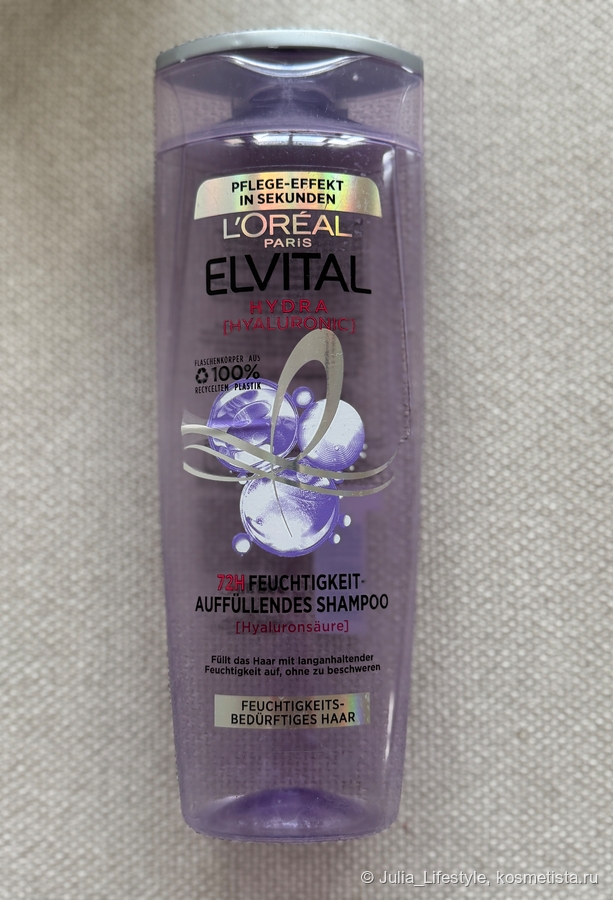 PFLEGE-EFFEKT
IN SEKUNDEN
L'ORÉAL
PARIS
ELVITAL
HYDRA
[HYALURONIC]
FLASCHENKÖRPER AUS
100%
RECYCELTEM PLASTIK
72H FEUCHTIGKEIT-
AUFFÜLLENDES SHAMPOO
[Hyaluronsäure]
Füllt das Haar mit langanhaltender
Feuchtigkeit auf, ohne zu beschweren
FEUCHTIGKEITS-
BEDÜRFTIGES HAAR
© Julia_Lifestyle, kosmetista.ru